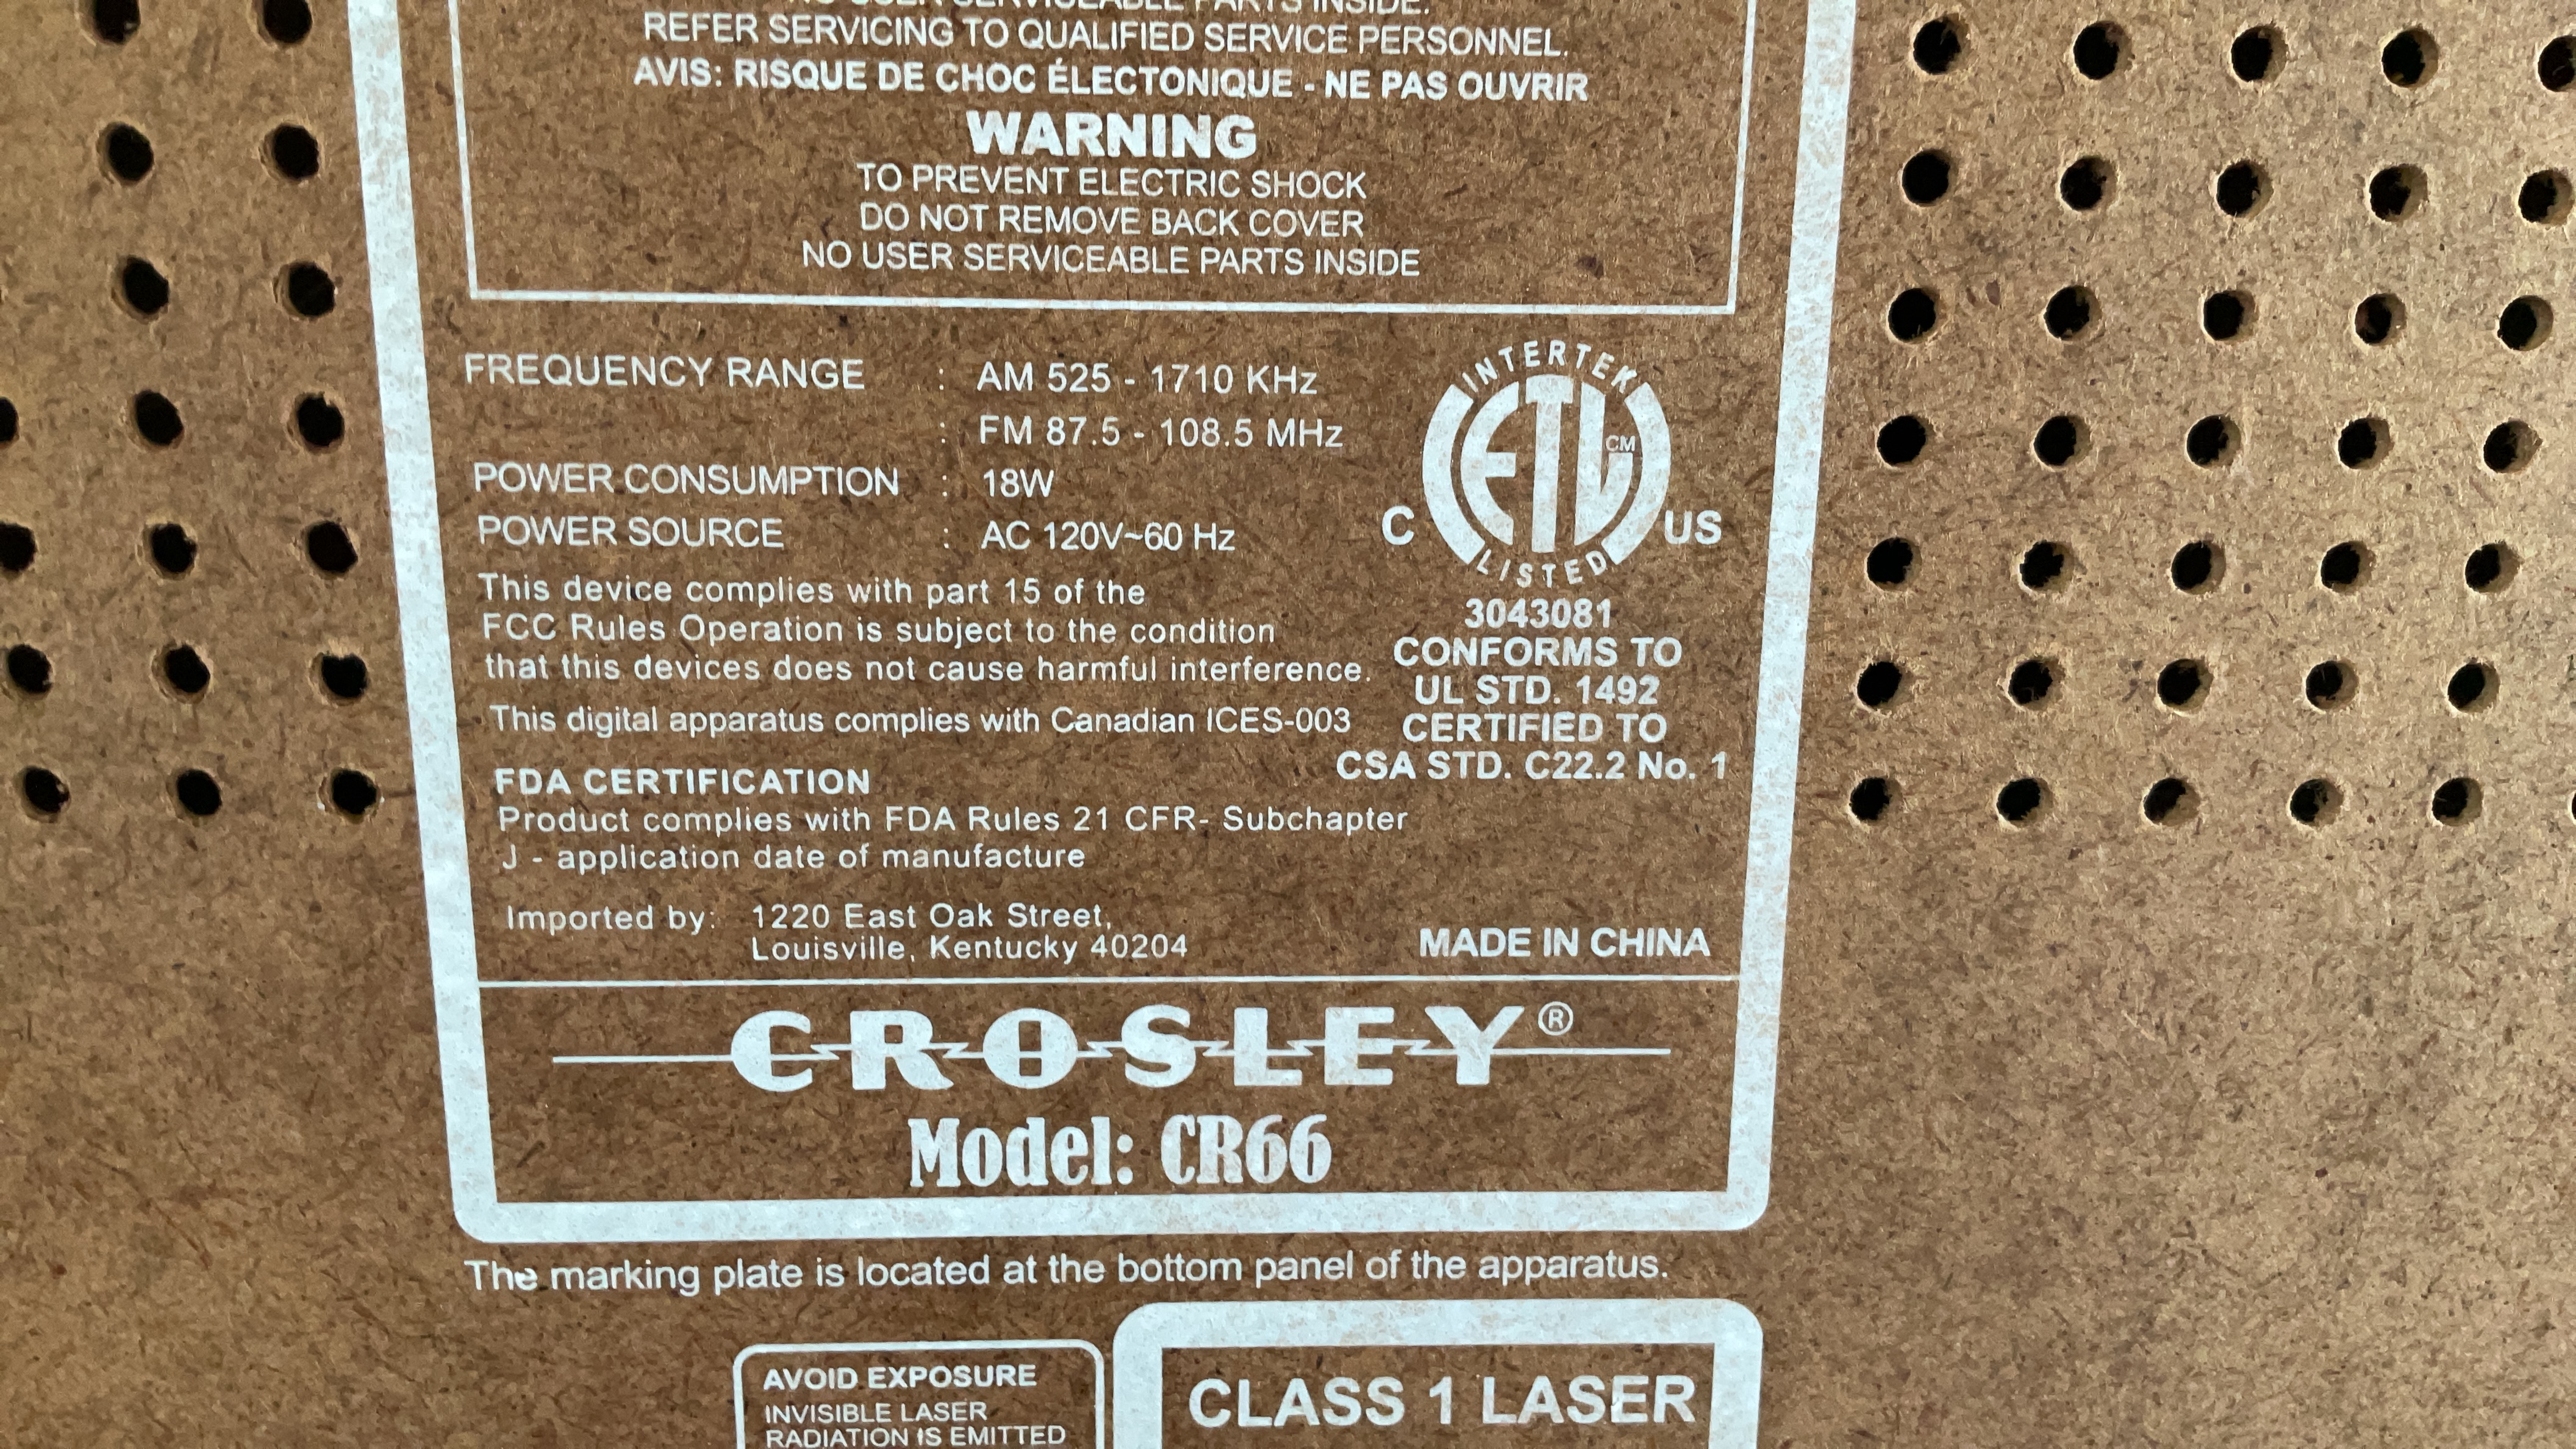 NO USER SERVICEABLE PARTS INSIDE.
REFER SERVICING TO QUALIFIED SERVICE PERSONNEL.
AVIS: RISQUE DE CHOC ÉLECTONIQUE - NE PAS OUVRIR
WARNING
TO PREVENT ELECTRIC SHOCK
DO NOT REMOVE BACK COVER
NO USER SERVICEABLE PARTS INSIDE
FREQUENCY RANGE : AM 525 - 1710 KHz
: FM 87.5 - 108.5 MHz
POWER CONSUMPTION : 18W
POWER SOURCE : AC 120V~60 Hz
INTERTEK
ETL CM
C US
LISTED
3043081
CONFORMS TO
UL STD. 1492
CERTIFIED TO
CSA STD. C22.2 No. 1
This device complies with part 15 of the
FCC Rules Operation is subject to the condition
that this devices does not cause harmful interference.
This digital apparatus complies with Canadian ICES-003
FDA CERTIFICATION
Product complies with FDA Rules 21 CFR- Subchapter
J - application date of manufacture
Imported by: 1220 East Oak Street,
Louisville, Kentucky 40204
MADE IN CHINA
CROSLEY®
Model: CR66
The marking plate is located at the bottom panel of the apparatus.
AVOID EXPOSURE
INVISIBLE LASER
RADIATION IS EMITTED
CLASS 1 LASER